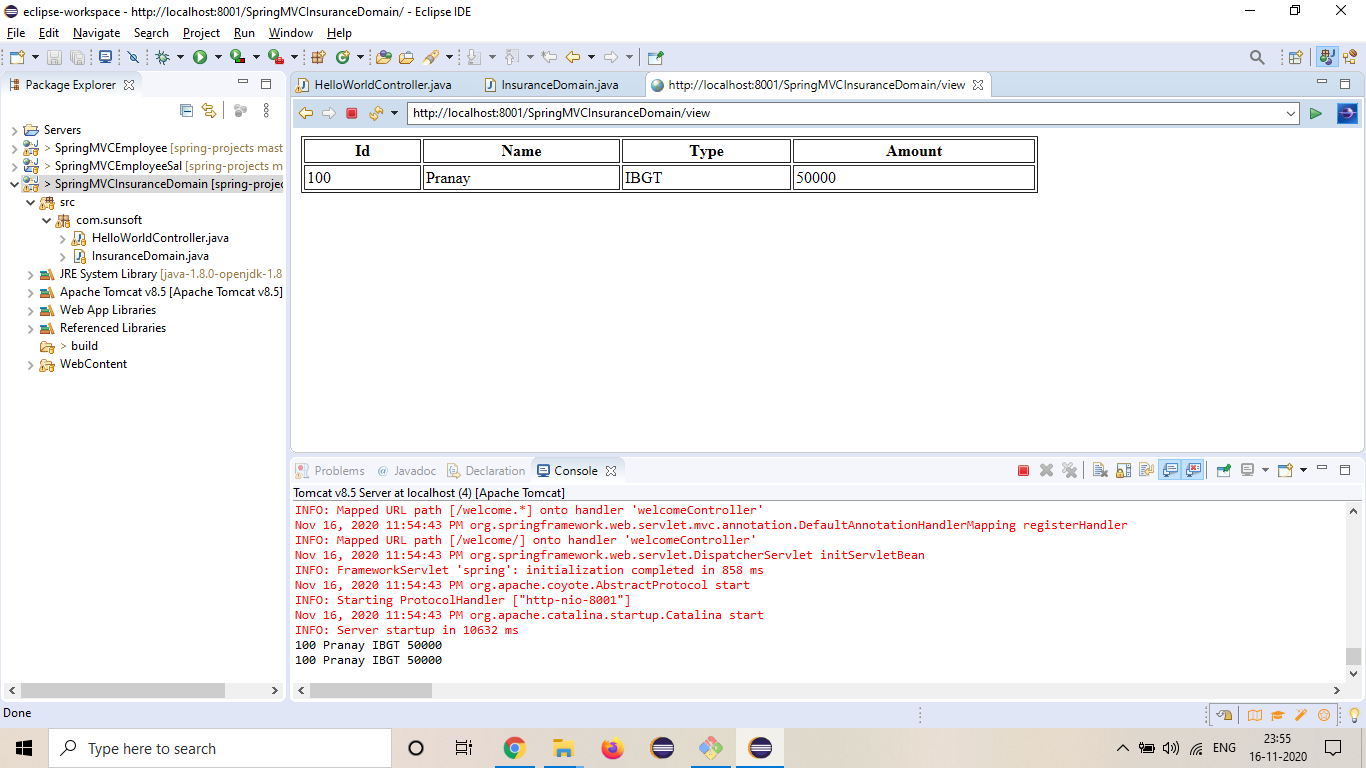 eclipse-workspace - http://localhost:8001/SpringMVCInsuranceDomain/ - Eclipse IDE
File Edit Navigate Search Project Run Window Help
Package Explorer
HelloWorldController.java InsuranceDomain.java http://localhost:8001/SpringMVCInsuranceDomain/view
http://localhost:8001/SpringMVCInsuranceDomain/view
Servers
> SpringMVCEmployee [spring-projects mast
> SpringMVCEmployeeSal [spring-projects m
> SpringMVCInsuranceDomain [spring-projec
src
com.sunsoft
HelloWorldController.java
InsuranceDomain.java
JRE System Library [java-1.8.0-openjdk-1.8
Apache Tomcat v8.5 [Apache Tomcat v8.5]
Web App Libraries
Referenced Libraries
> build
WebContent
Id Name Type Amount
100 Pranay IBGT 50000
Problems @ Javadoc Declaration Console
Tomcat v8.5 Server at localhost (4) [Apache Tomcat]
INFO: Mapped URL path [/welcome.*] onto handler 'welcomeController'
Nov 16, 2020 11:54:43 PM org.springframework.web.servlet.mvc.annotation.DefaultAnnotationHandlerMapping registerHandler
INFO: Mapped URL path [/welcome/] onto handler 'welcomeController'
Nov 16, 2020 11:54:43 PM org.springframework.web.servlet.DispatcherServlet initServletBean
INFO: FrameworkServlet 'spring': initialization completed in 858 ms
Nov 16, 2020 11:54:43 PM org.apache.coyote.AbstractProtocol start
INFO: Starting ProtocolHandler ["http-nio-8001"]
Nov 16, 2020 11:54:43 PM org.apache.catalina.startup.Catalina start
INFO: Server startup in 10632 ms
100 Pranay IBGT 50000
100 Pranay IBGT 50000
Done
Type here to search
ENG
23:55
16-11-2020